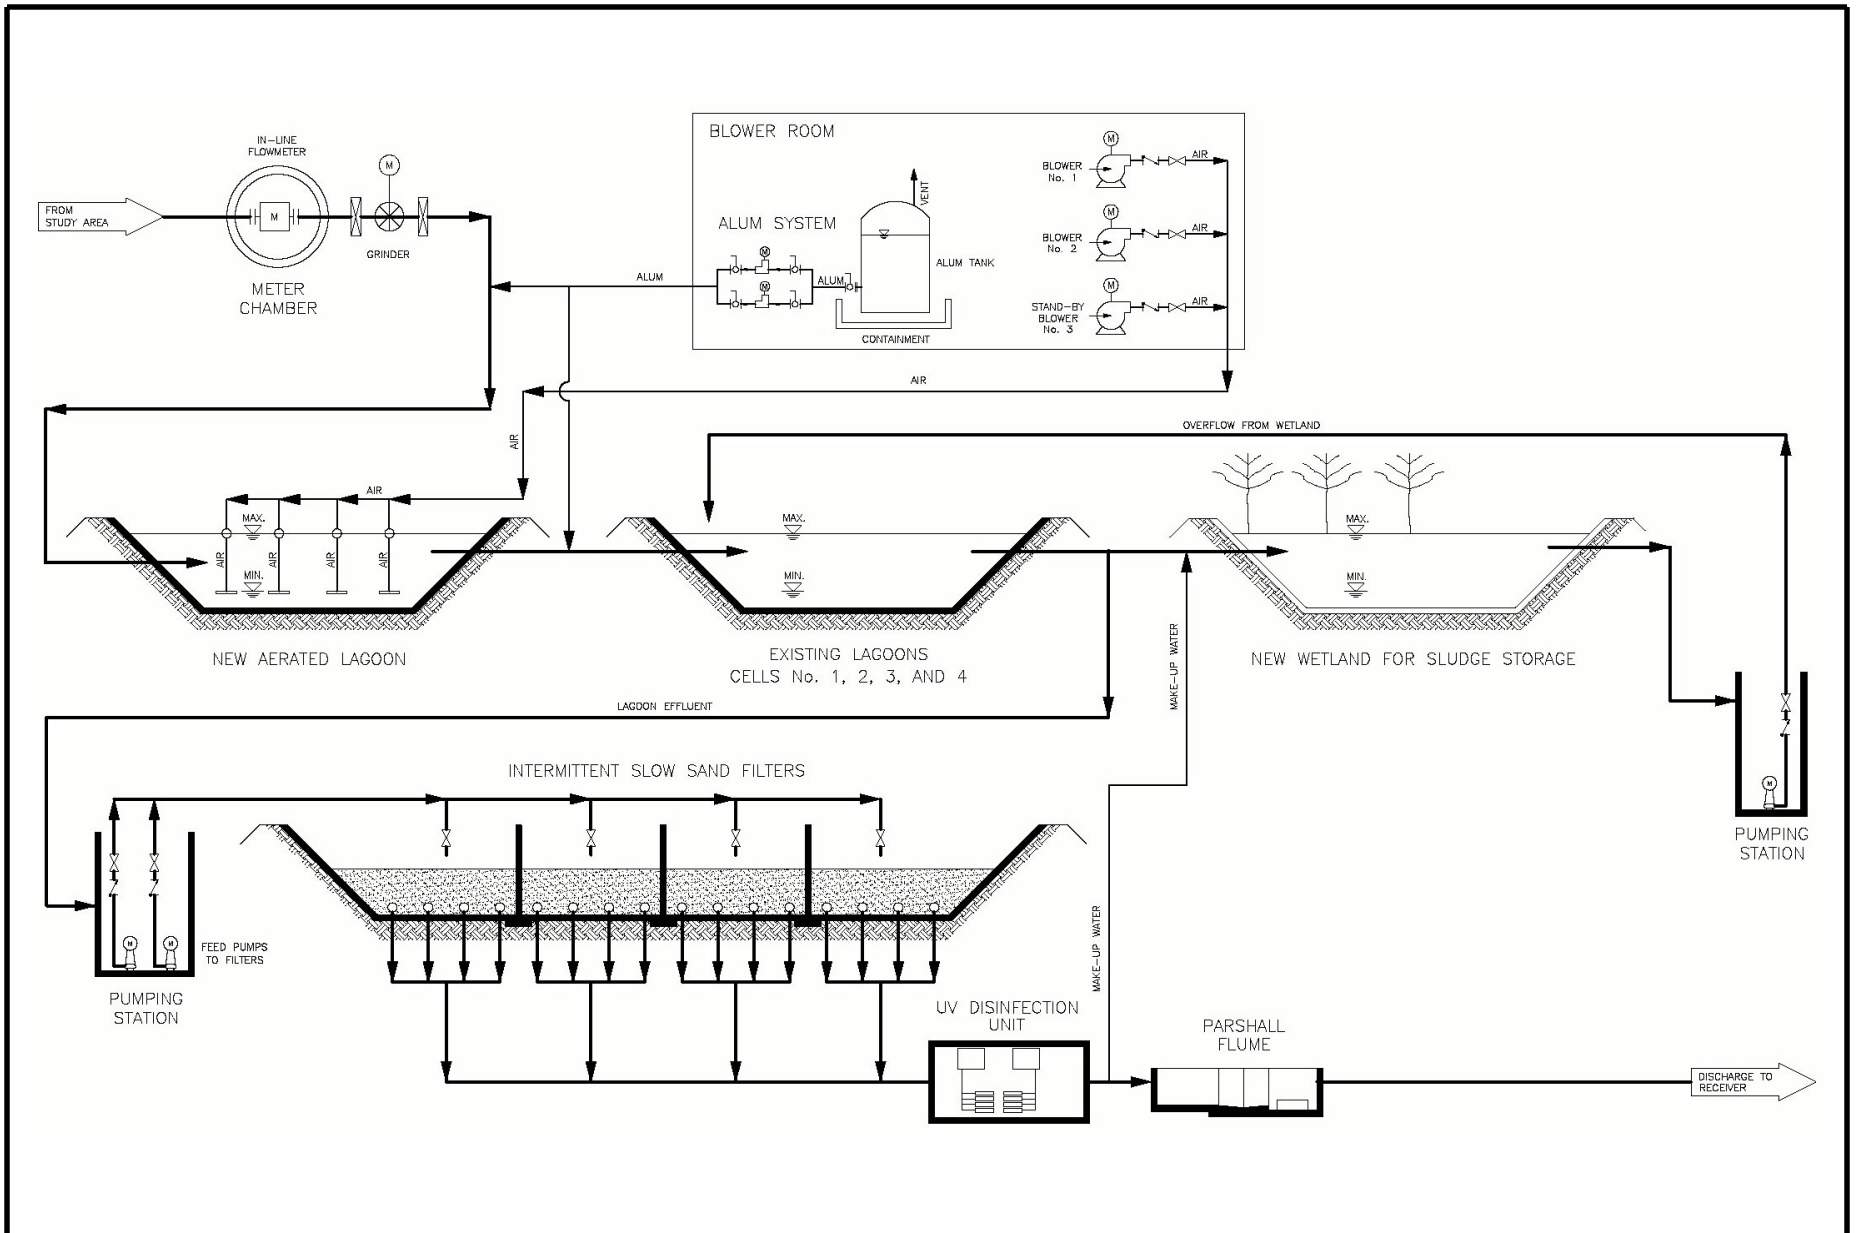 IN-LINE
FLOWMETER
M
FROM
STUDY AREA
M
GRINDER
METER
CHAMBER
BLOWER ROOM
ALUM SYSTEM
VENT
ALUM TANK
M
M
ALUM
ALUM
CONTAINMENT
M
BLOWER
No. 1
AIR
M
BLOWER
No. 2
AIR
M
STAND-BY
BLOWER
No. 3
AIR
AIR
AIR
AIR
OVERFLOW FROM WETLAND
MAX.
MIN.
AIR
AIR
AIR
AIR
NEW AERATED LAGOON
MAX.
MIN.
EXISTING LAGOONS
CELLS No. 1, 2, 3, AND 4
MAX.
MIN.
NEW WETLAND FOR SLUDGE STORAGE
MAKE-UP WATER
LAGOON EFFLUENT
M
PUMPING
STATION
INTERMITTENT SLOW SAND FILTERS
M
M
FEED PUMPS
TO FILTERS
PUMPING
STATION
MAKE-UP WATER
UV DISINFECTION
UNIT
PARSHALL
FLUME
DISCHARGE TO
RECEIVER